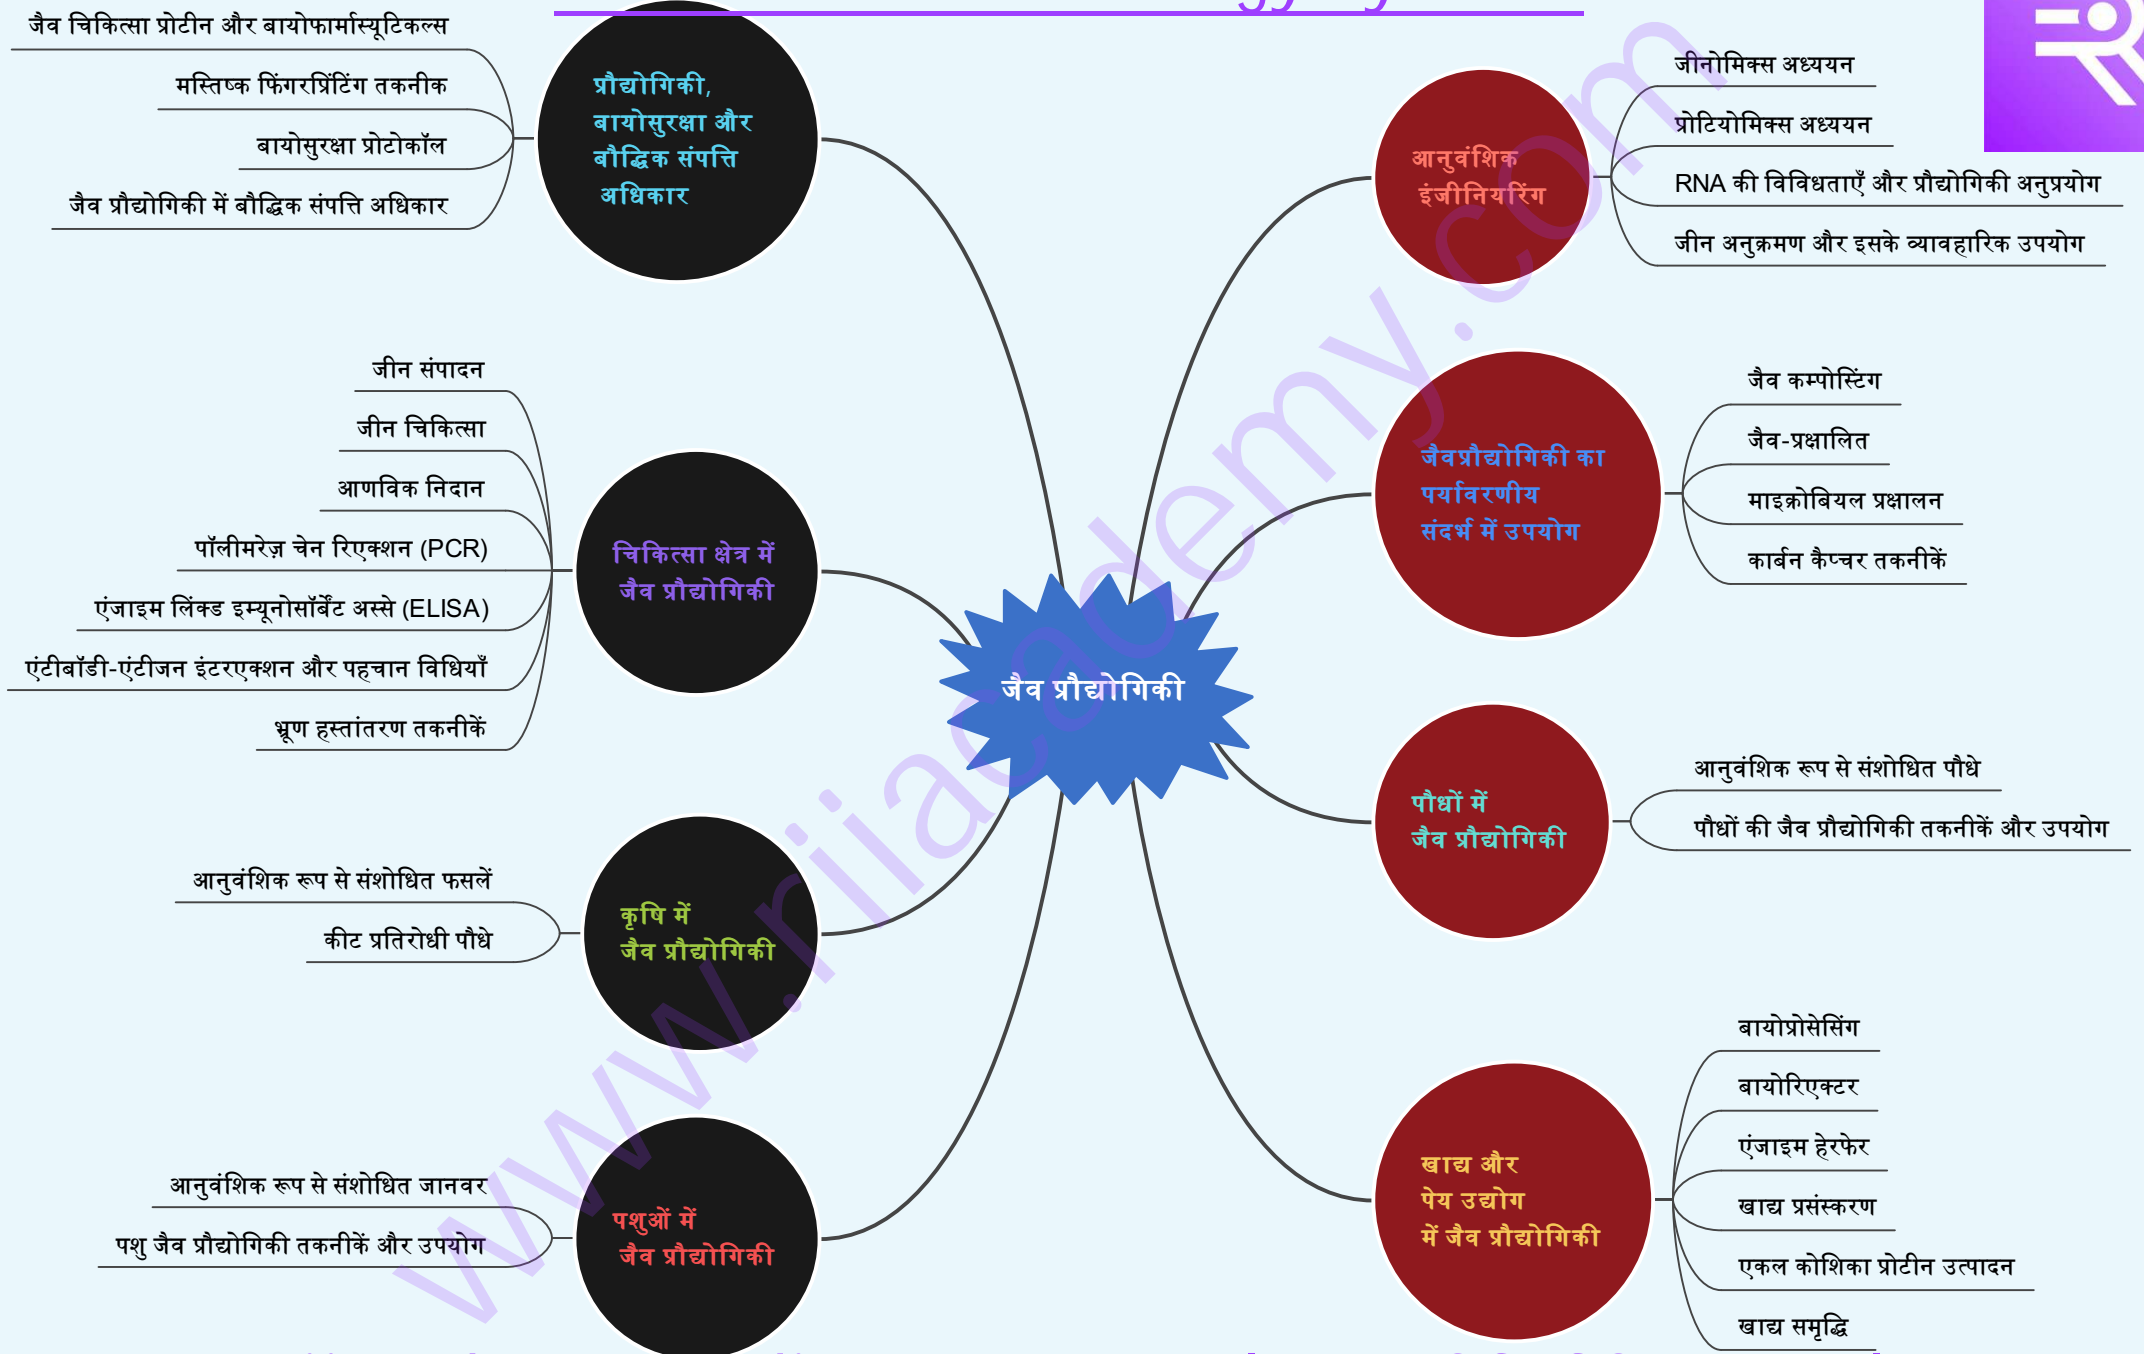 जैव चिकित्सा प्रोटीन और बायोफार्मास्यूटिकल्स
मस्तिष्क फिंगरप्रिंटिंग तकनीक
बायोसुरक्षा प्रोटोकॉल
जैव प्रौद्योगिकी में बौद्धिक संपत्ति अधिकार
प्रौद्योगिकी,
बायोसुरक्षा और
बौद्धिक संपत्ति
अधिकार
जीन संपादन
जीन चिकित्सा
आणविक निदान
पॉलीमरेज़ चेन रिएक्शन (PCR)
एंजाइम लिंक्ड इम्यूनोसॉर्बेंट अस्से (ELISA)
एंटीबॉडी-एंटीजन इंटरएक्शन और पहचान विधियाँ
भ्रूण हस्तांतरण तकनीकें
चिकित्सा क्षेत्र में
जैव प्रौद्योगिकी
आनुवंशिक रूप से संशोधित फसलें
कीट प्रतिरोधी पौधे
कृषि में
जैव प्रौद्योगिकी
आनुवंशिक रूप से संशोधित जानवर
पशु जैव प्रौद्योगिकी तकनीकें और उपयोग
पशुओं में
जैव प्रौद्योगिकी
जैव प्रौद्योगिकी
आनुवंशिक
इंजीनियरिंग
जीनोमिक्स अध्ययन
प्रोटियोमिक्स अध्ययन
RNA की विविधताएँ और प्रौद्योगिकी अनुप्रयोग
जीन अनुक्रमण और इसके व्यावहारिक उपयोग
जैवप्रौद्योगिकी का
पर्यावरणीय
संदर्भ में उपयोग
जैव कम्पोस्टिंग
जैव-प्रक्षालित
माइक्रोबियल प्रक्षालन
कार्बन कैप्चर तकनीकें
पौधों में
जैव प्रौद्योगिकी
आनुवंशिक रूप से संशोधित पौधे
पौधों की जैव प्रौद्योगिकी तकनीकें और उपयोग
खाद्य और
पेय उद्योग
में जैव प्रौद्योगिकी
बायोप्रोसेसिंग
बायोरिएक्टर
एंजाइम हेरफेर
खाद्य प्रसंस्करण
एकल कोशिका प्रोटीन उत्पादन
खाद्य समृद्धि